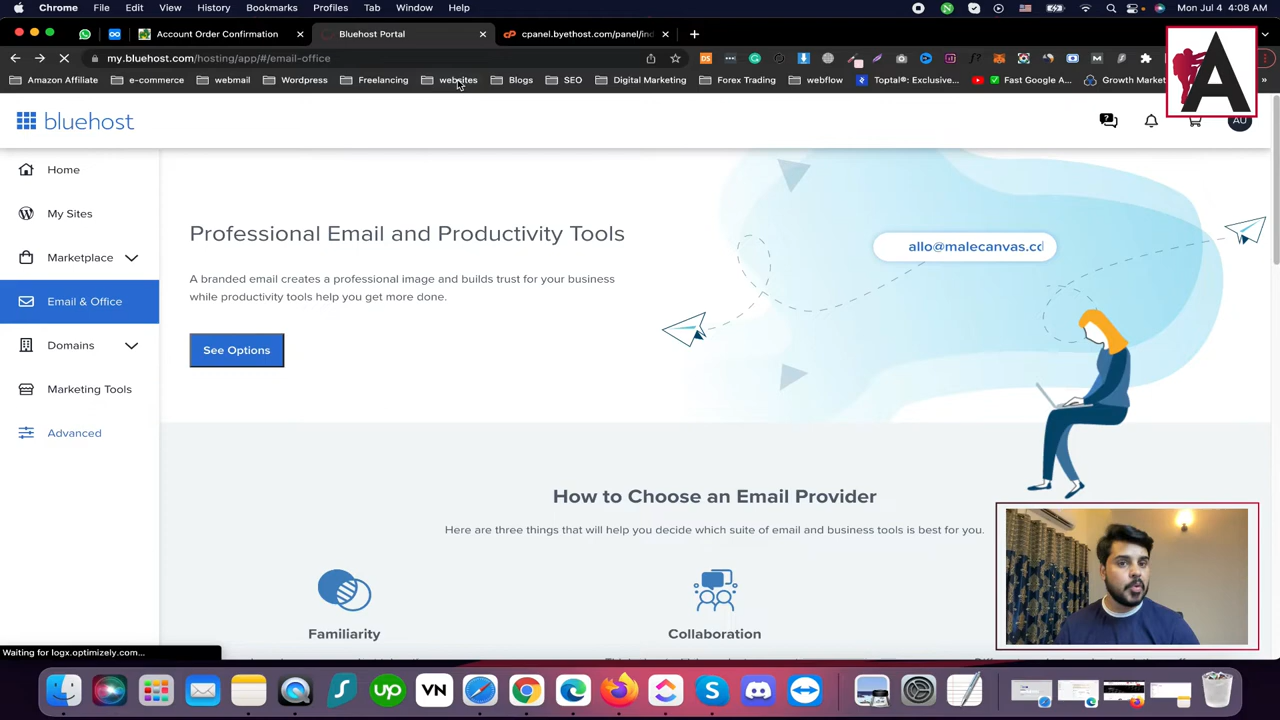 Chrome File Edit View History Bookmarks Profiles Tab Window Help
Mon Jul 4 4:08 AM
Account Order Confirmation
Bluehost Portal
cpanel.byethost.com/panel/ind
my.bluehost.com/hosting/app/#/email-office
Amazon Affiliate e-commerce webmail Wordpress Freelancing websites Blogs SEO Digital Marketing Forex Trading webflow Toptal®: Exclusive... Fast Google A... Growth Market
A
bluehost
AU
Home
My Sites
Marketplace
Email & Office
Domains
Marketing Tools
Advanced
Professional Email and Productivity Tools
A branded email creates a professional image and builds trust for your business
while productivity tools help you get more done.
See Options
allo@malecanvas.co
How to Choose an Email Provider
Here are three things that will help you decide which suite of email and business tools is best for you.
Familiarity
Collaboration
Waiting for logx.optimizely.com...
up
VN